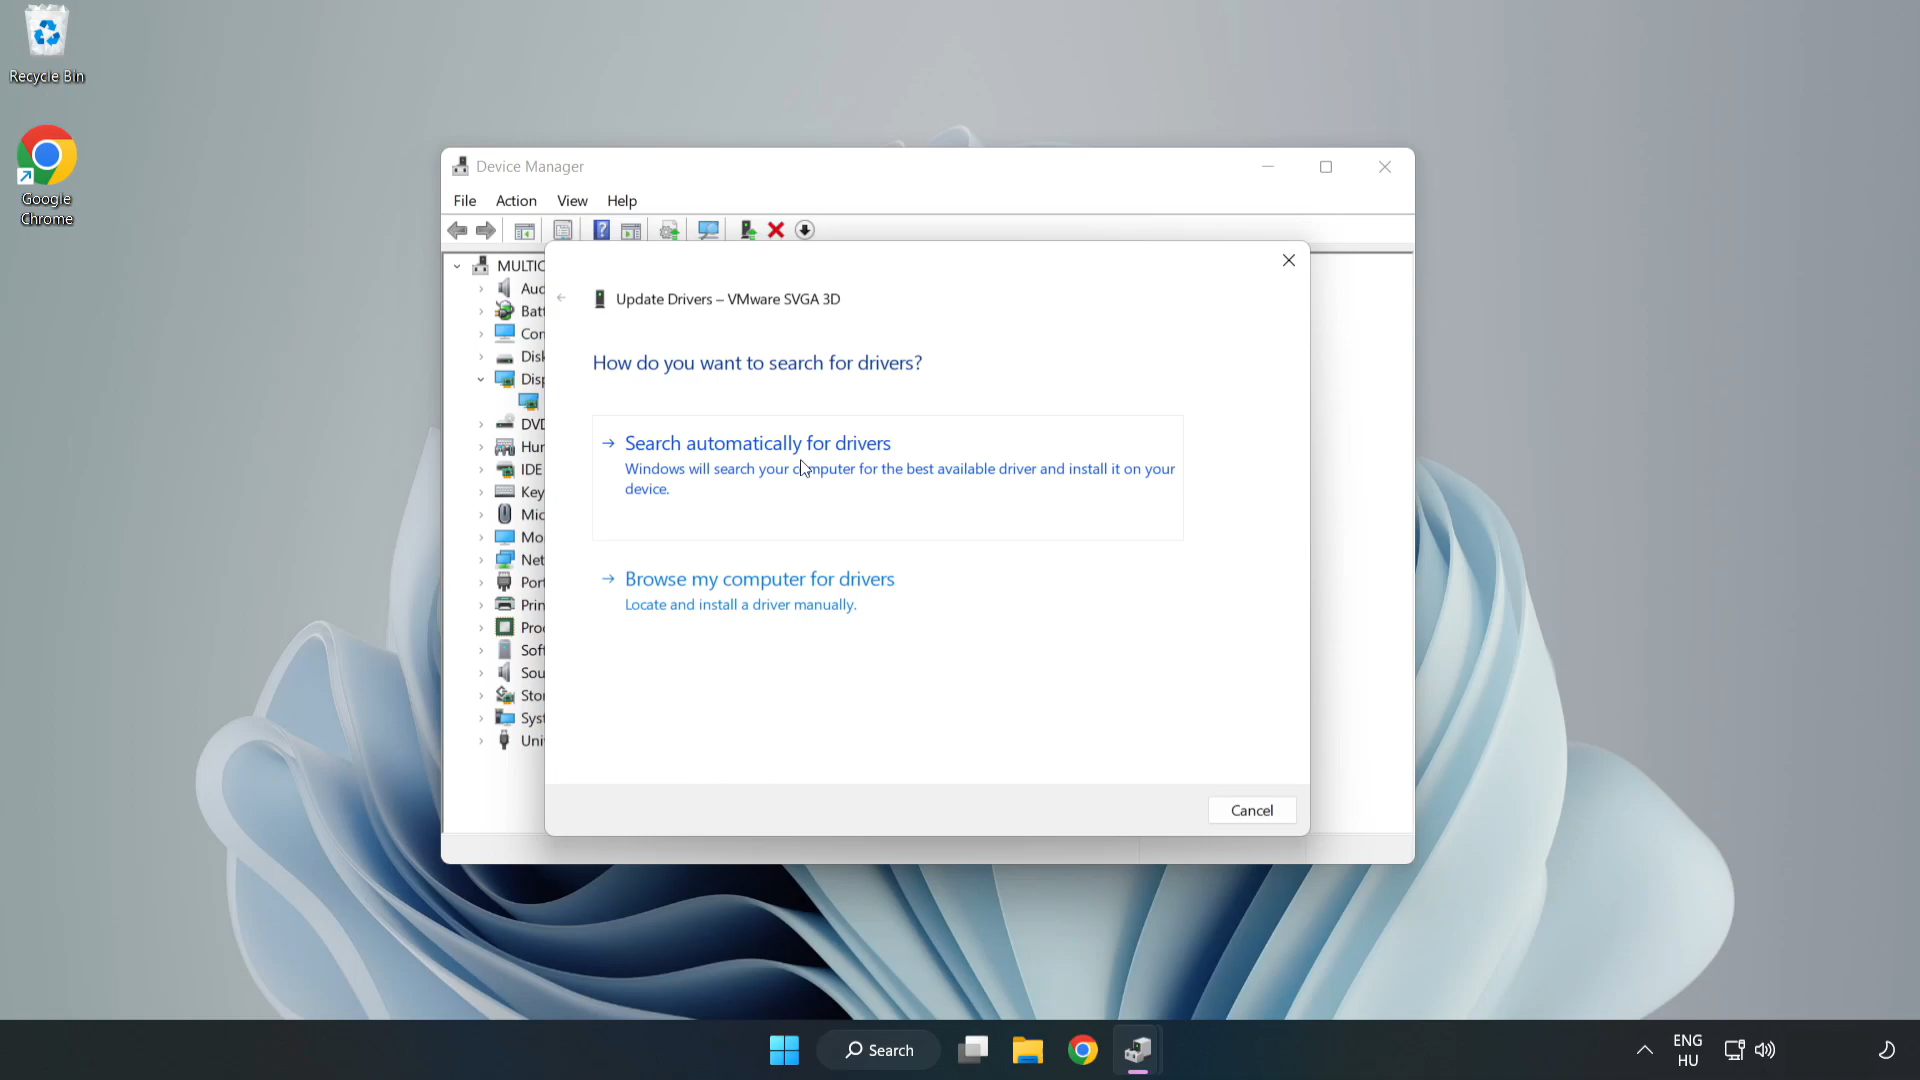 Recycle Bin
Google
Chrome
Device Manager
File Action View Help
Update Drivers – VMware SVGA 3D
How do you want to search for drivers?
Search automatically for drivers
Windows will search your computer for the best available driver and install it on your
device.
Browse my computer for drivers
Locate and install a driver manually.
Cancel
MULTIC
Aud
Batt
Con
Disk
Disp
DVD
Hur
IDE
Key
Mic
Mo
Net
Port
Prin
Proc
Soft
Sou
Stor
Syst
Uni
Search
ENG
HU